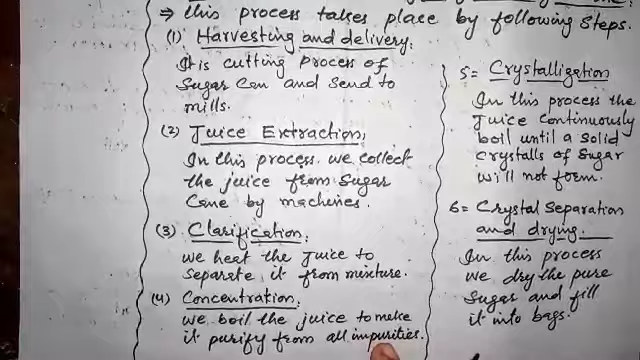 ⇒ this process takes place by following steps.
(1) Harvesting and delivery:
It is cutting process of
Sugar Can and send to
mills.
(2) Juice Extraction:
In this process we collect
the juice from Sugar
Cane by machines.
(3) Clarification:
we heat the Juice to
Separate it from mixture.
(4) Concentration:
we boil the juice to make
it purify from all impurities.
5= Crystallization
In this process the
Juice continuously
boil until a solid
crystalls of sugar
will not form.
6= Crystal Separation
and drying.
In this process
we dry the pure
Sugar and fill
it into bags.